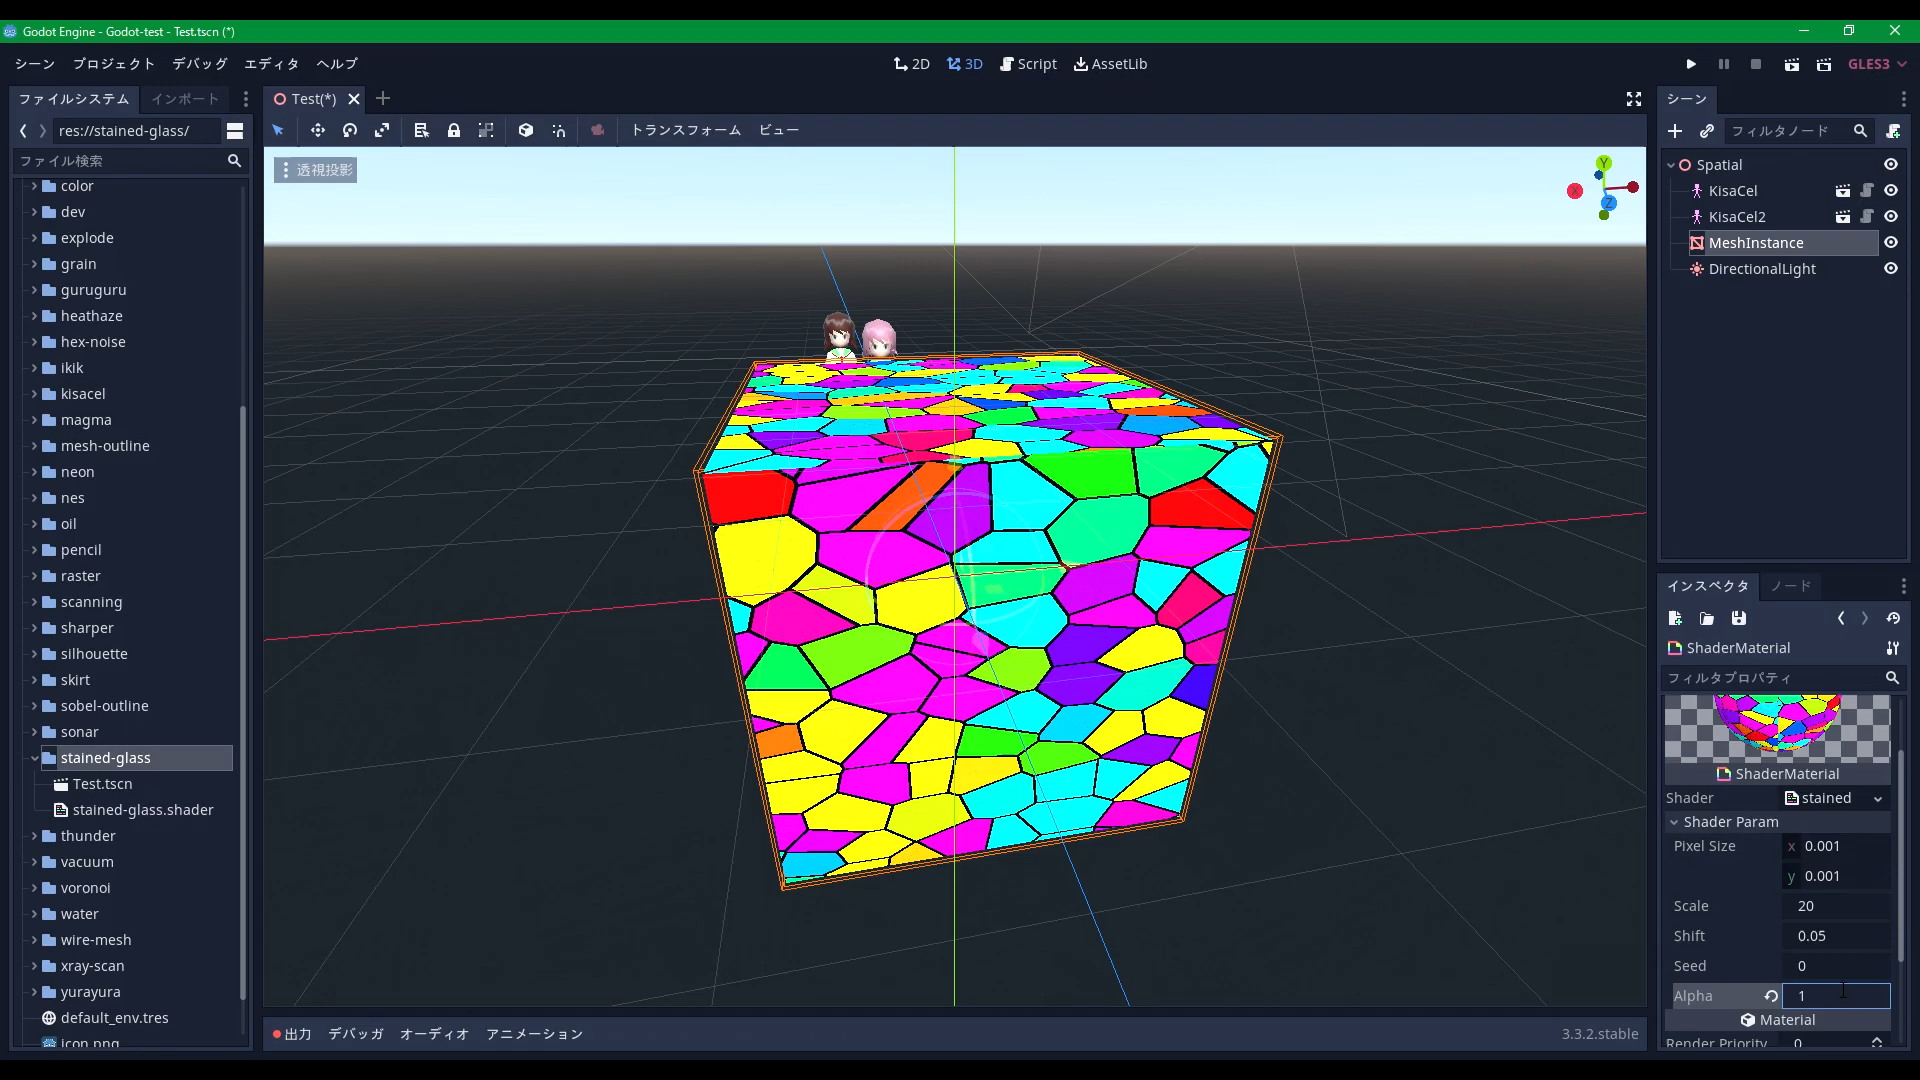 Godot Engine - Godot-test - Test.tscn (*)
シーン プロジェクト デバッグ エディタ ヘルプ
2D 3D Script AssetLib
GLES3
ファイルシステム インポート
res://stained-glass/
ファイル検索
color
dev
explode
grain
guruguru
heathaze
hex-noise
ikik
kisacel
magma
mesh-outline
neon
nes
oil
pencil
raster
scanning
sharper
silhouette
skirt
sobel-outline
sonar
stained-glass
Test.tscn
stained-glass.shader
thunder
vacuum
voronoi
water
wire-mesh
xray-scan
yurayura
default_env.tres
icon.png
Test(*)
トランスフォーム ビュー
透視投影
Y
X
Z
出力 デバッガ オーディオ アニメーション
3.3.2.stable
シーン
フィルタノード
Spatial
KisaCel
KisaCel2
MeshInstance
DirectionalLight
インスペクタ ノード
ShaderMaterial
フィルタプロパティ
ShaderMaterial
Shader stained
Shader Param
Pixel Size x 0.001
y 0.001
Scale 20
Shift 0.05
Seed 0
Alpha 1
Material
Render Priority 0